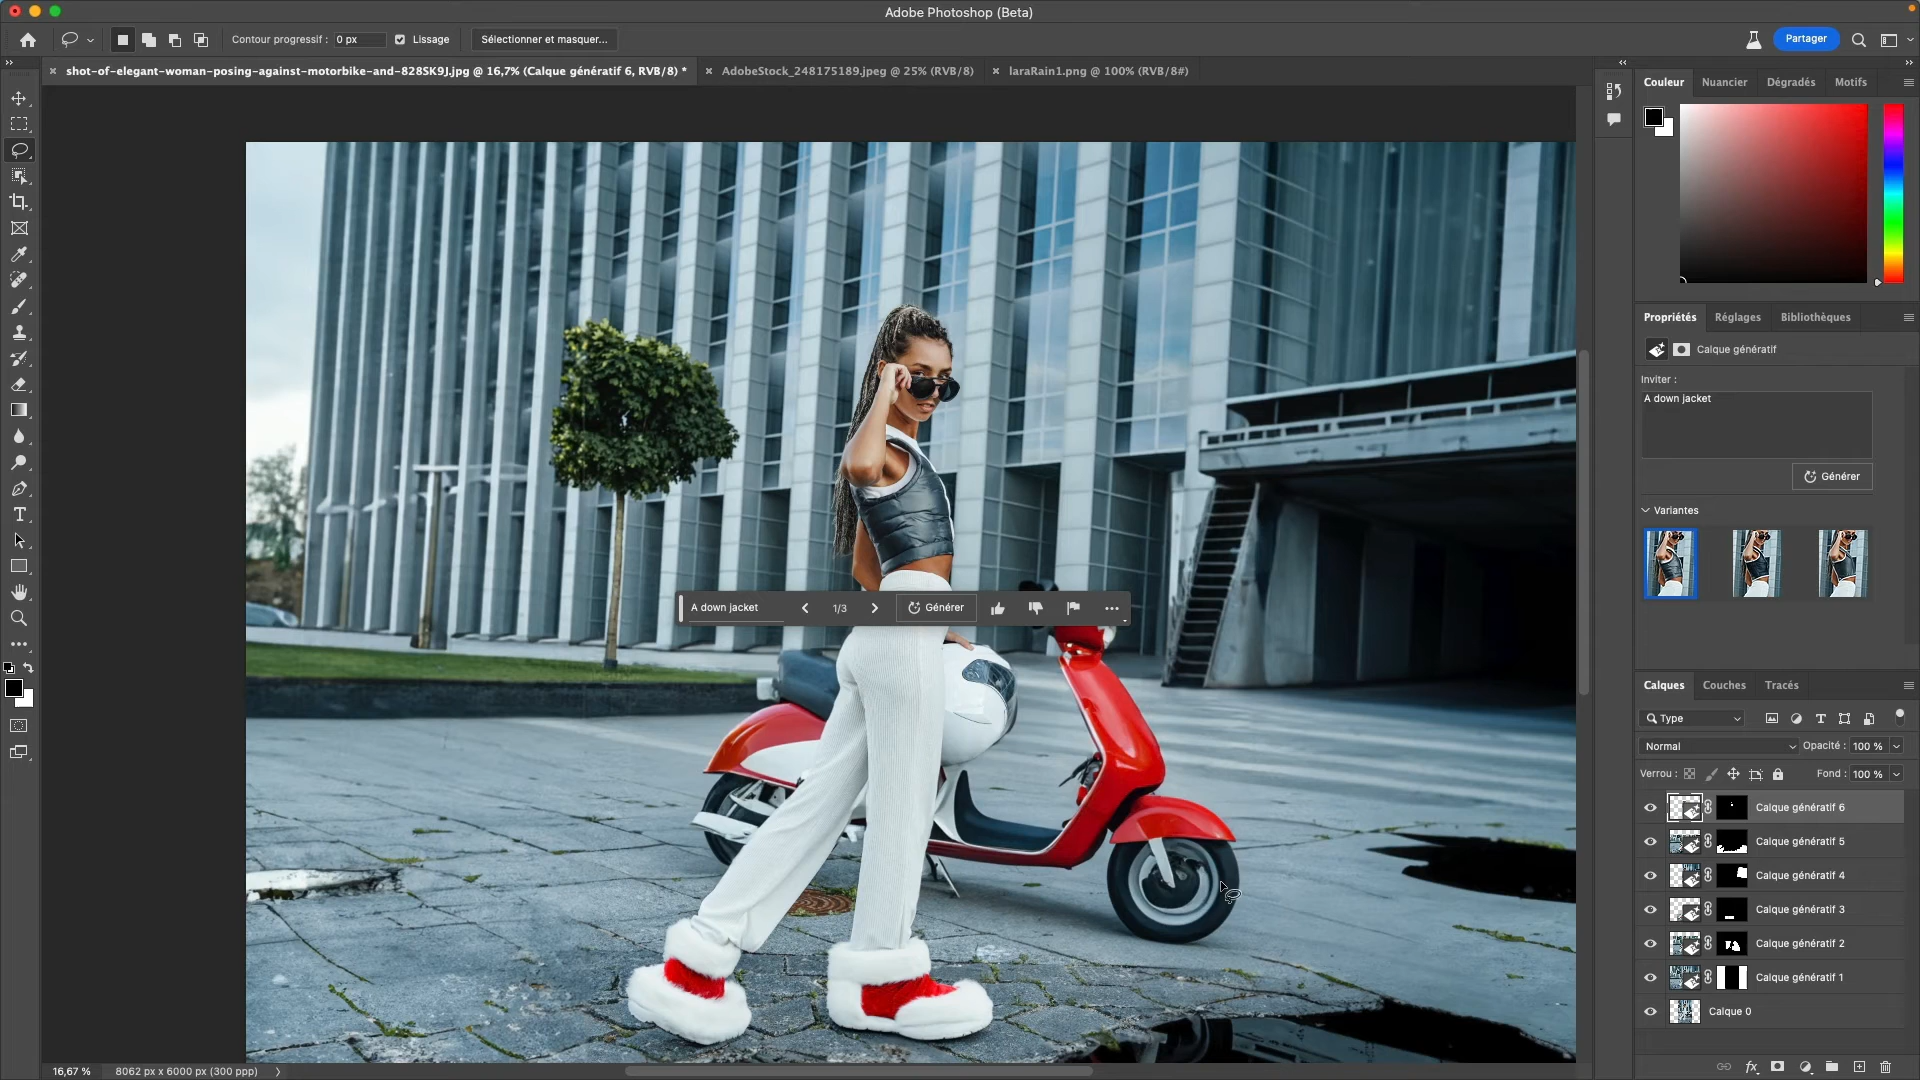 Adobe Photoshop (Beta)
Contour progressif : 0 px Lissage Sélectionner et masquer... Partager
shot-of-elegant-woman-posing-against-motorbike-and-828SK9J.jpg @ 16,7% (Calque génératif 6, RVB/8) * AdobeStock_248175189.jpeg @ 25% (RVB/8) laraRain1.png @ 100% (RVB/8#)
Couleur Nuancier Dégradés Motifs
Propriétés Réglages Bibliothèques
Calque génératif
Inviter :
A down jacket
Générer
Variantes
A down jacket 1/3 Générer
Calques Couches Tracés
Type
Normal Opacité : 100 %
Verrou : Fond : 100 %
Calque génératif 6
Calque génératif 5
Calque génératif 4
Calque génératif 3
Calque génératif 2
Calque génératif 1
Calque 0
16,67 % 8062 px x 6000 px (300 ppp)